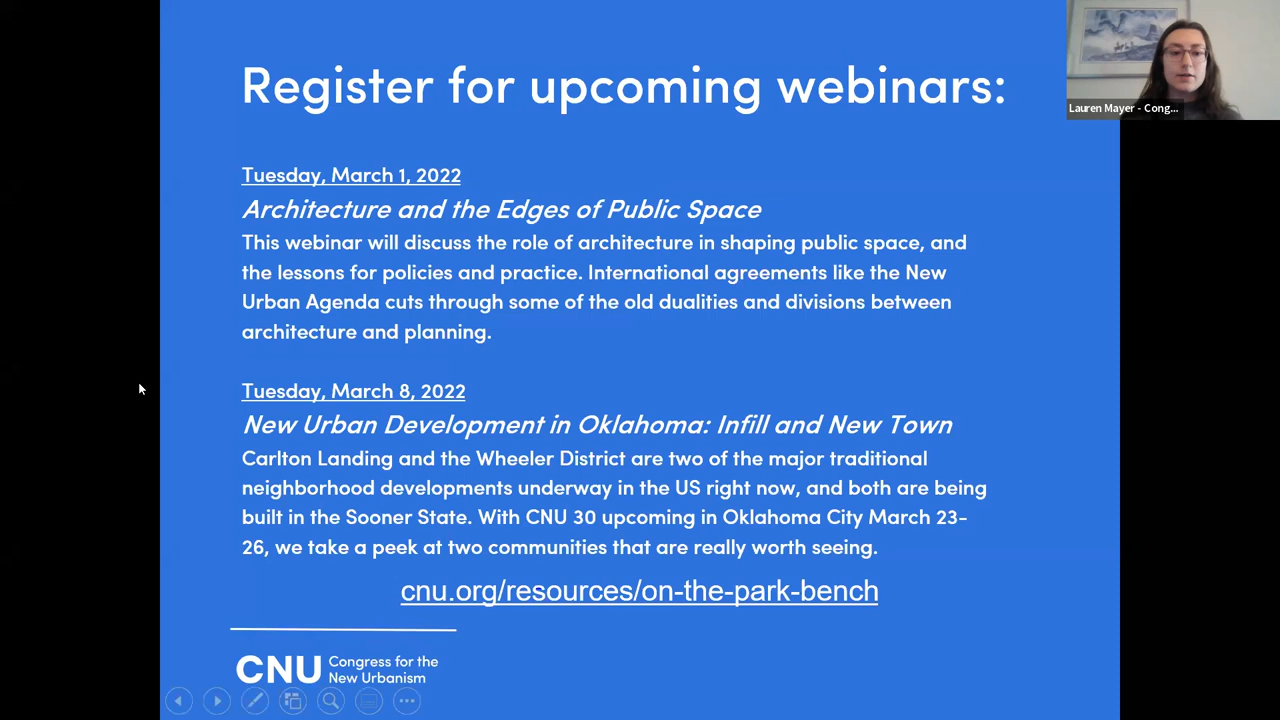 Register for upcoming webinars:
Lauren Mayer - Cong...
Tuesday, March 1, 2022
Architecture and the Edges of Public Space
This webinar will discuss the role of architecture in shaping public space, and
the lessons for policies and practice. International agreements like the New
Urban Agenda cuts through some of the old dualities and divisions between
architecture and planning.
Tuesday, March 8, 2022
New Urban Development in Oklahoma: Infill and New Town
Carlton Landing and the Wheeler District are two of the major traditional
neighborhood developments underway in the US right now, and both are being
built in the Sooner State. With CNU 30 upcoming in Oklahoma City March 23-
26, we take a peek at two communities that are really worth seeing.
cnu.org/resources/on-the-park-bench
CNU Congress for the
New Urbanism